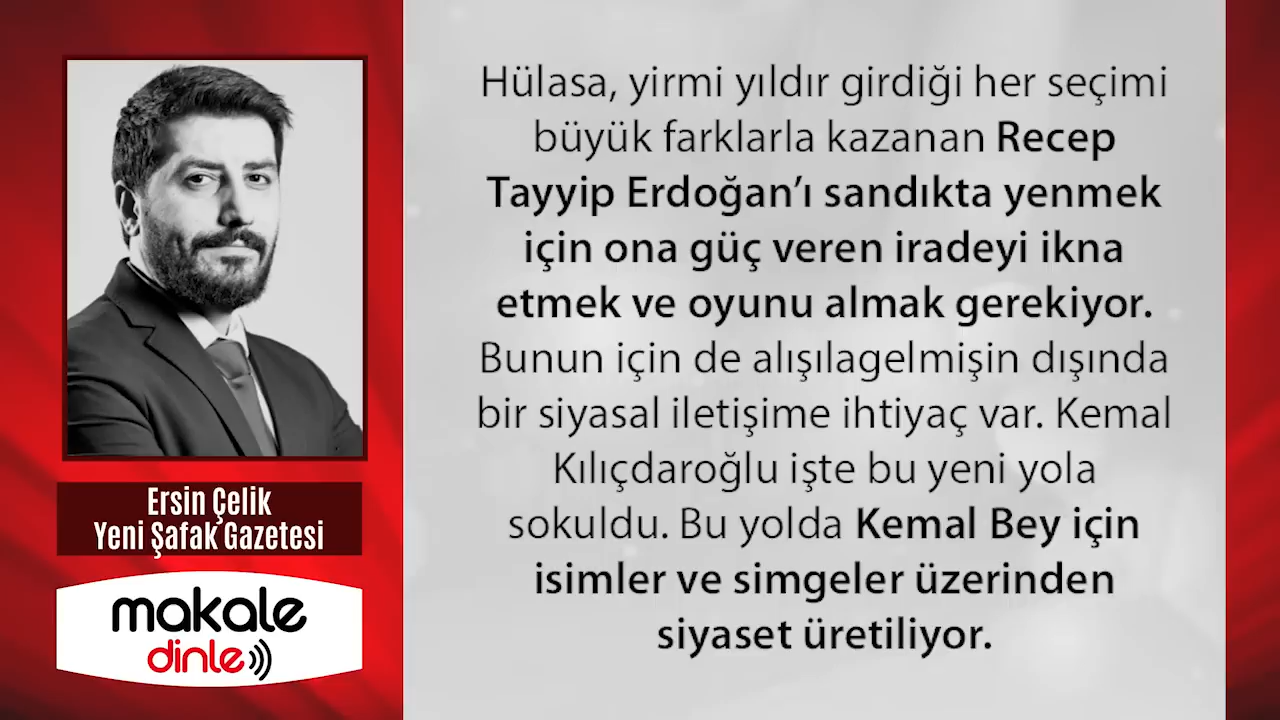 Hülasa, yirmi yıldır girdiği her seçimi
büyük farklarla kazanan Recep
Tayyip Erdoğan’ı sandıkta yenmek
için ona güç veren iradeyi ikna
etmek ve oyunu almak gerekiyor.
Bunun için de alışılagelmişin dışında
bir siyasal iletişime ihtiyaç var. Kemal
Kılıçdaroğlu işte bu yeni yola
sokuldu. Bu yolda Kemal Bey için
isimler ve simgeler üzerinden
siyaset üretiliyor.
Ersin Çelik
Yeni Şafak Gazetesi
makale
dinle